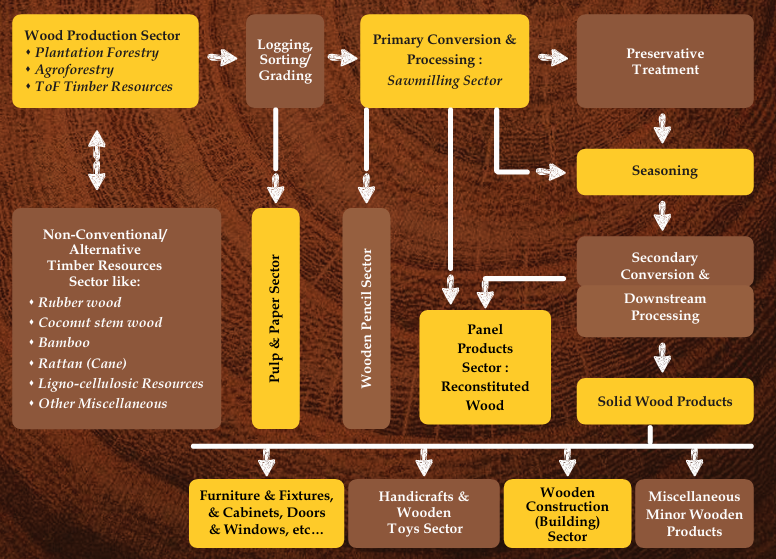 Wood Production Sector
♦ Plantation Forestry
♦ Agroforestry
♦ ToF Timber Resources
Logging,
Sorting/
Grading
Primary Conversion &
Processing :
Sawmilling Sector
Preservative
Treatment
Seasoning
Non-Conventional/
Alternative
Timber Resources
Sector like:
♦ Rubber wood
♦ Coconut stem wood
♦ Bamboo
♦ Rattan (Cane)
♦ Ligno-cellulosic Resources
♦ Other Miscellaneous
Pulp & Paper Sector
Wooden Pencil Sector
Secondary
Conversion &
Downstream
Processing
Panel
Products
Sector :
Reconstituted
Wood
Solid Wood Products
Furniture & Fixtures,
& Cabinets, Doors
& Windows, etc...
Handicrafts &
Wooden
Toys Sector
Wooden
Construction
(Building)
Sector
Miscellaneous
Minor Wooden
Products